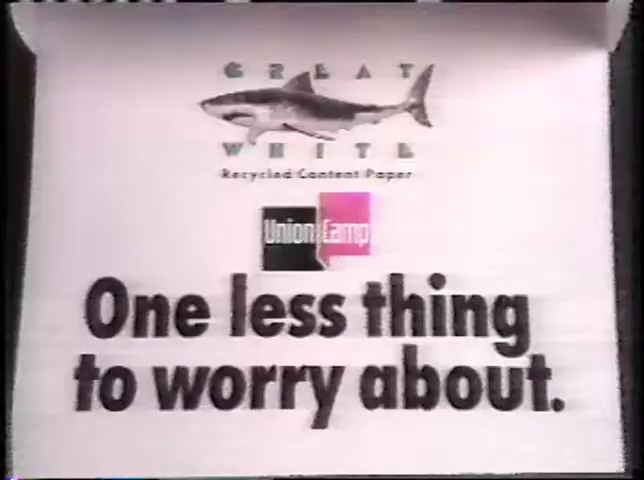 GREAT
WHITE
Recycled Content Paper
Union Camp
One less thing
to worry about.